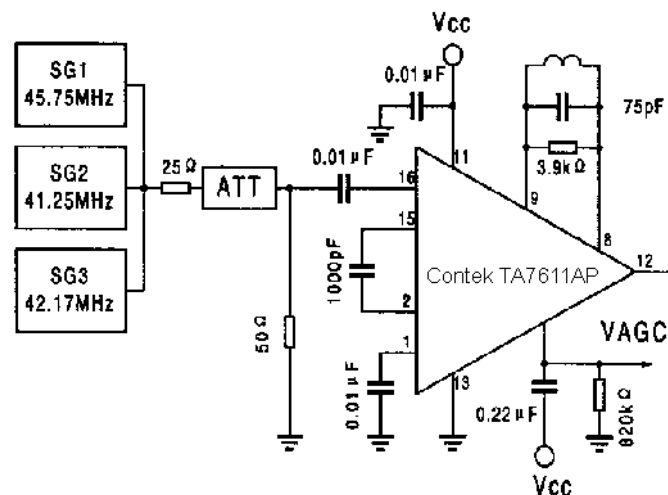 Vcc
SG1
45.75MHz
0.01μF
75pF
SG2
41.25MHz
25Ω
ATT
0.01μF
11
3.9kΩ
16
9
15
8
SG3
42.17MHz
1000pF
Contek TA7611AP
12
2
50Ω
1
VAGC
0.01μF
13
0.22μF
820kΩ
Vcc